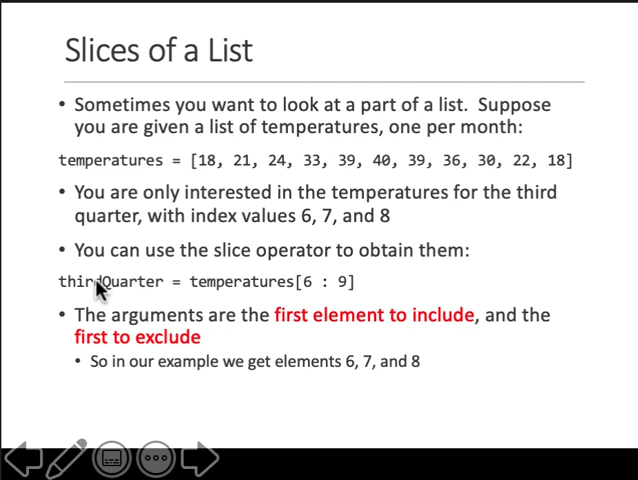 Slices of a List
• Sometimes you want to look at a part of a list. Suppose
you are given a list of temperatures, one per month:
temperatures = [18, 21, 24, 33, 39, 40, 39, 36, 30, 22, 18]
• You are only interested in the temperatures for the third
quarter, with index values 6, 7, and 8
• You can use the slice operator to obtain them:
thirdQuarter = temperatures[6 : 9]
• The arguments are the first element to include, and the
first to exclude
• So in our example we get elements 6, 7, and 8